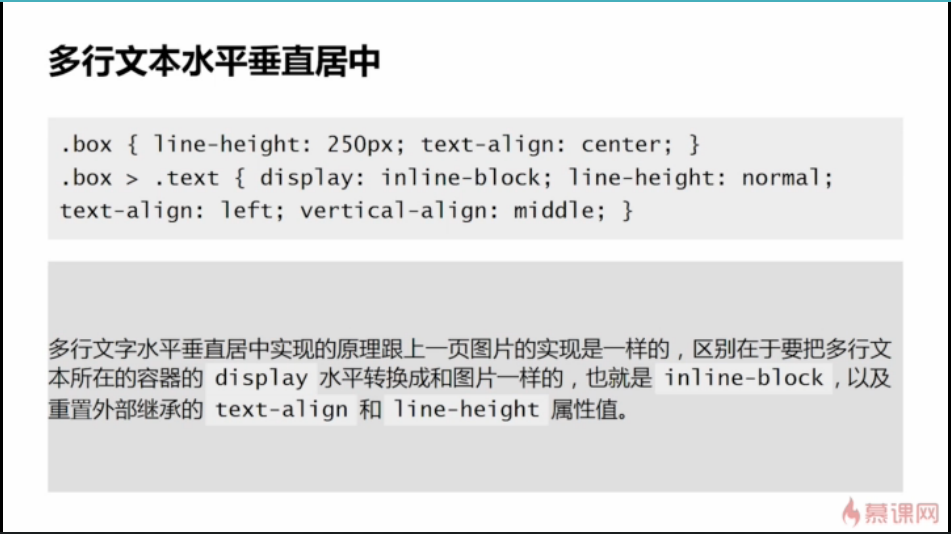 多行文本水平垂直居中
.box { line-height: 250px; text-align: center; }
.box > .text { display: inline-block; line-height: normal;
text-align: left; vertical-align: middle; }
多行文字水平垂直居中实现的原理跟上一页图片的实现是一样的，区别在于要把多行文
本所在的容器的 display 水平转换成和图片一样的，也就是 inline-block，以及
重置外部继承的 text-align 和 line-height 属性值。
慕课网